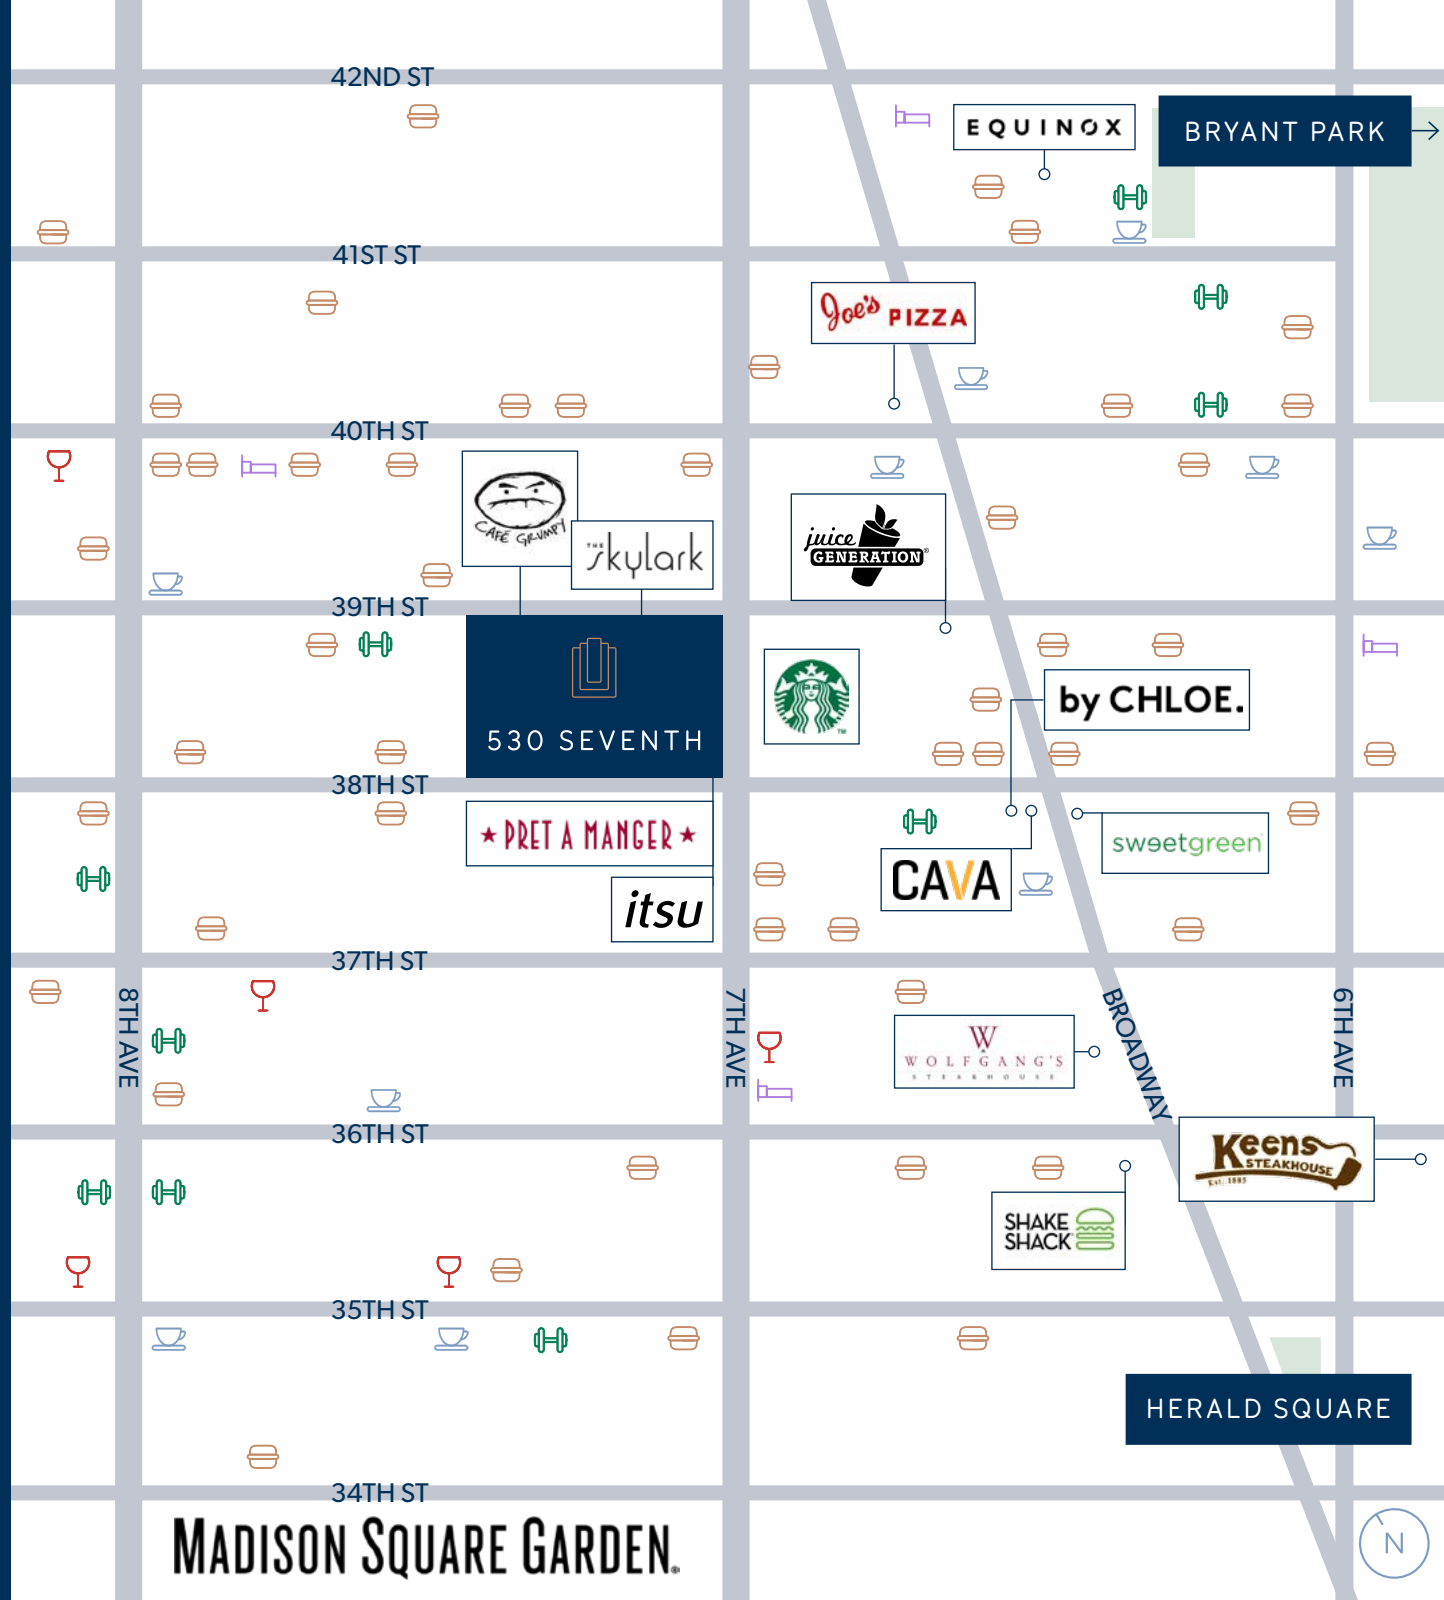 42ND ST
EQUINOX
BRYANT PARK
41ST ST
Joe's PIZZA
40TH ST
CAFÉ GRUMPY
THE
skylark
juice
GENERATION®
39TH ST
530 SEVENTH
TM
by CHLOE.
38TH ST
PRET A MANGER
sweetgreen
CAVA
itsu
37TH ST
8TH AVE
7TH AVE
BROADWAY
6TH AVE
W
WOLFGANG'S
STEAKHOUSE
36TH ST
Keens
STEAKHOUSE
Est. 1885
SHAKE
SHACK
35TH ST
HERALD SQUARE
34TH ST
MADISON SQUARE GARDEN®
N